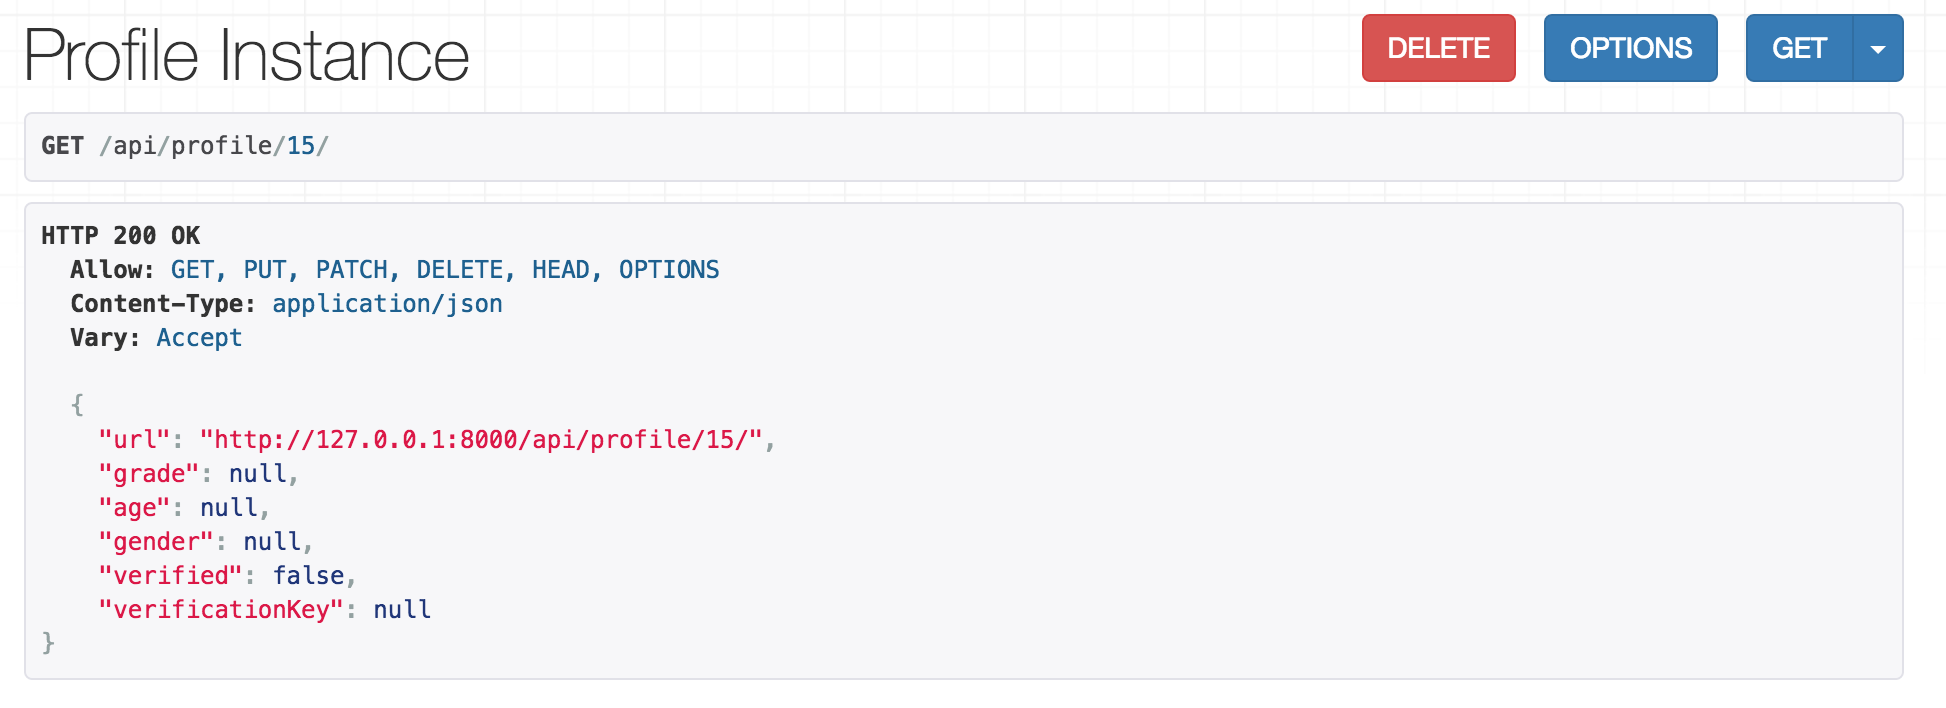 Profile Instance
DELETE
OPTIONS
GET
GET /api/profile/15/
HTTP 200 OK
Allow: GET, PUT, PATCH, DELETE, HEAD, OPTIONS
Content-Type: application/json
Vary: Accept
{
"url": "http://127.0.0.1:8000/api/profile/15/",
"grade": null,
"age": null,
"gender": null,
"verified": false,
"verificationKey": null
}